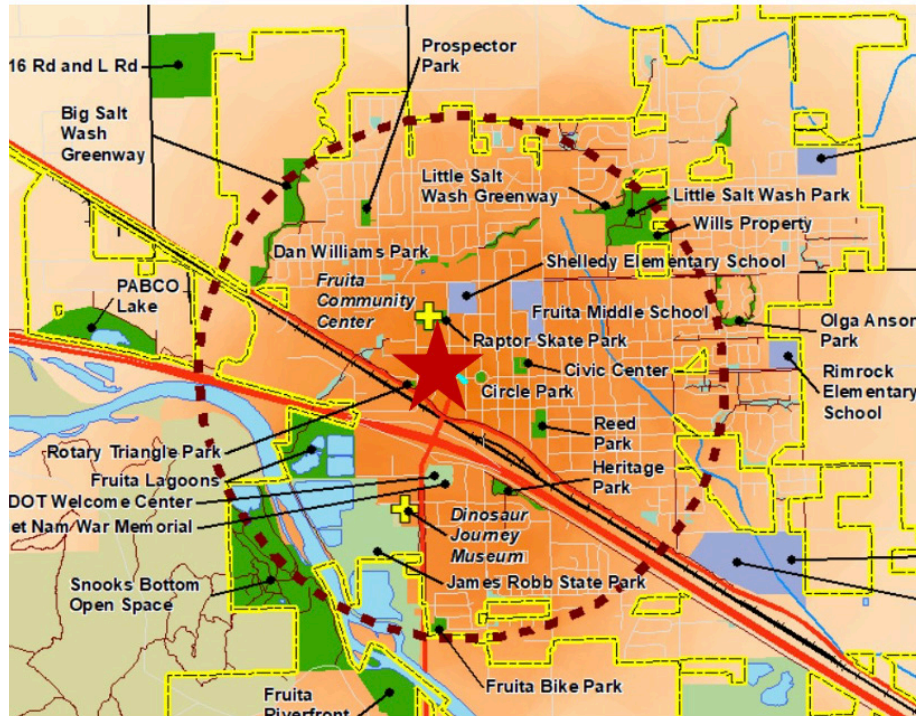 Prospector
Park
16 Rd and L Rd
Big Salt
Wash
Greenway
Little Salt
Wash Greenway
Little Salt Wash Park
Wills Property
Dan Williams Park
Shelledy Elementary School
Fruita
Community
Center
PABCO
Lake
Fruita Middle School
Olga Anson
Park
Raptor Skate Park
Civic Center
Rimrock
Elementary
School
Circle Park
Reed
Park
Rotary Triangle Park
Fruita Lagoons
Heritage
Park
DOT Welcome Center
et Nam War Memorial
Dinosaur
Journey
Museum
James Robb State Park
Snooks Bottom
Open Space
Fruita Bike Park
Fruita
Riverfront